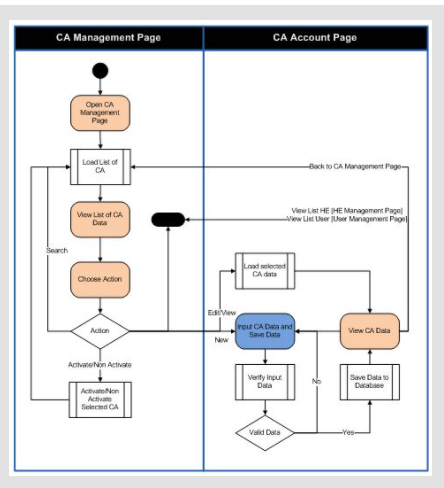 CA Management Page
CA Account Page
Open CA
Management
Page
Load List of
CA
Back to CA Management Page
View List of CA
Data
View List HE [HE Management Page]
View List User [User Management Page]
Search
Load selected
CA data
Choose Action
Edit/View
Action
New
Input CA Data and
Save Data
View CA Data
Activate/Non Activate
Activate/Non
Activate
Selected CA
Verify Input
Data
No
Save Data to
Database
Valid Data
Yes